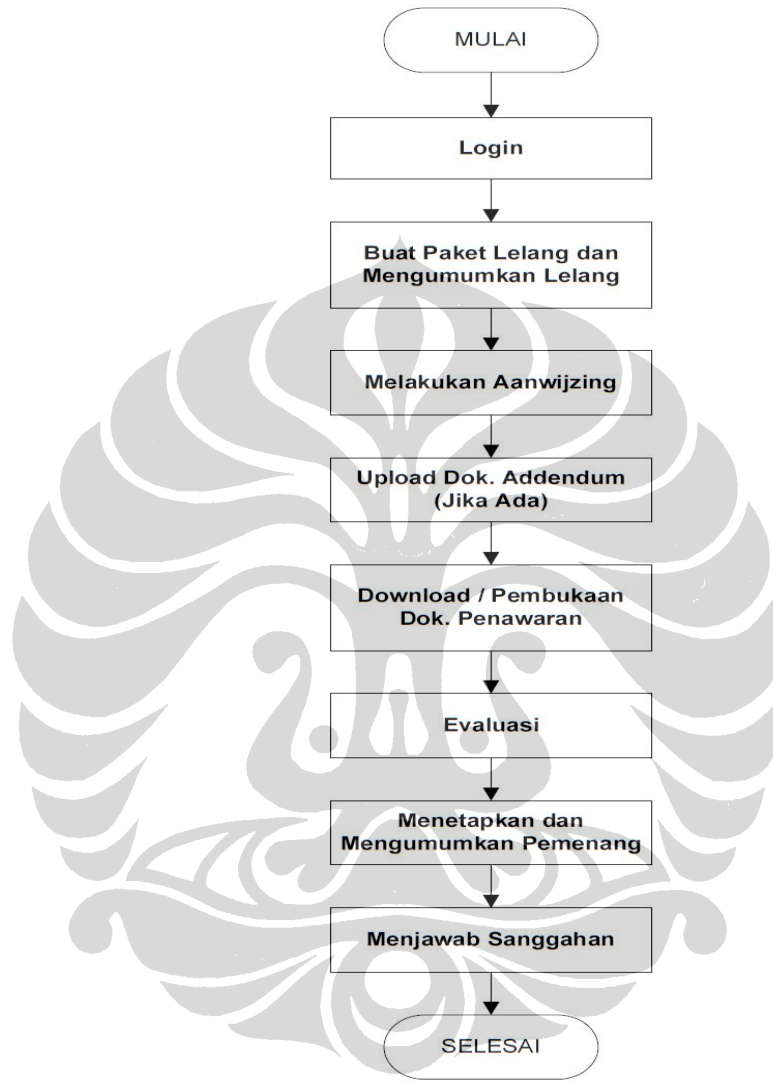 MULAI
Login
Buat Paket Lelang dan
Mengumumkan Lelang
Melakukan Aanwijzing
Upload Dok. Addendum
(Jika Ada)
Download / Pembukaan
Dok. Penawaran
Evaluasi
Menetapkan dan
Mengumumkan Pemenang
Menjawab Sanggahan
SELESAI